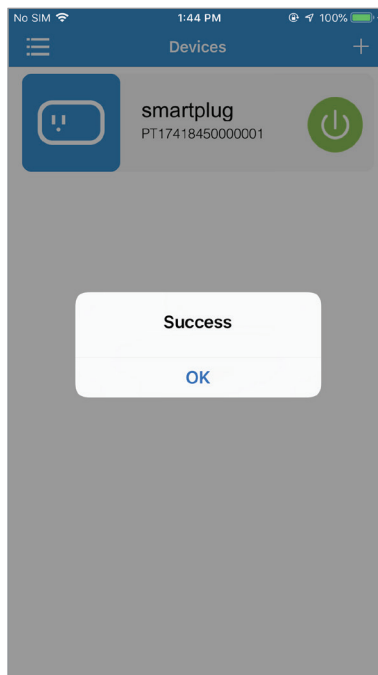 No SIM 1:44 PM 100%
Devices
smartplug
PT17418450000001
Success
OK